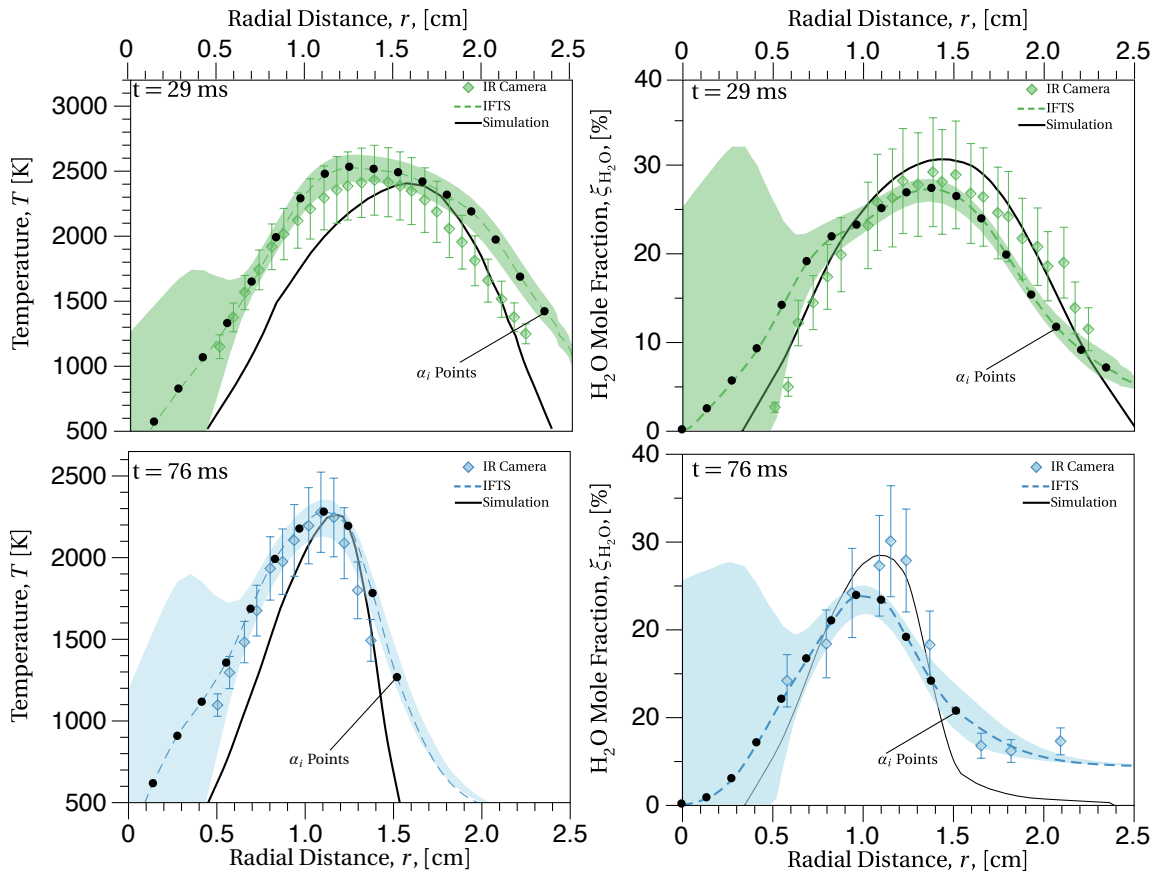 Radial Distance, r, [cm]
0 0.5 1.0 1.5 2.0 2.5
Temperature, T [K]
3000
2500
2000
1500
1000
500
t = 29 ms
IR Camera
IFTS
Simulation
αi Points
Radial Distance, r, [cm]
0 0.5 1.0 1.5 2.0 2.5
H2O Mole Fraction, ξH2O, [%]
40
30
20
10
0
t = 29 ms
IR Camera
IFTS
Simulation
αi Points
Temperature, T [K]
2500
2000
1500
1000
500
t = 76 ms
IR Camera
IFTS
Simulation
αi Points
0 0.5 1.0 1.5 2.0 2.5
Radial Distance, r, [cm]
H2O Mole Fraction, ξH2O, [%]
40
30
20
20
0
t = 76 ms
IR Camera
IFTS
Simulation
αi Points
0 0.5 1.0 1.5 2.0 2.5
Radial Distance, r, [cm]